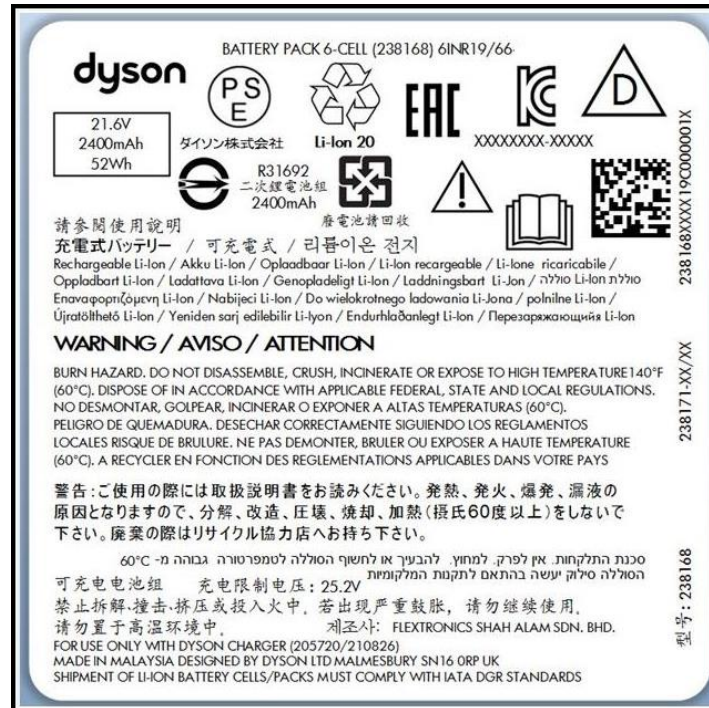 BATTERY PACK 6-CELL (238168) 6INR19/66
dyson
PS
E
EAC
KC
D
21.6V
2400mAh
52Wh
ダイソン株式会社
Li-Ion 20
XXXXXXXX-XXXXX
R31692
二次鋰電池組
2400mAh
廢電池請回收
請參閱使用說明
充電式バッテリー / 可充電式 / 리튬이온 전지
Rechargeable Li-Ion / Akku Li-Ion / Oplaadbaar Li-Ion / Li-Ion recargeable / Li-Ione ricaricabile /
Oppladbart Li-Ion / Ladattava Li-Ion / Genopladeligt Li-Ion / Laddningsbart Li-Jon / סוללת Li-Ion סוללה /
Επαναφορτιζόμενη Li-Ion / Nabijeci Li-Ion / Do wielokrotnego ladowania Li-Jona / polnilne Li-Ion /
Újratölthető Li-Ion / Yeniden sarj edilebilir Li-Iyon / Endurhlaðanlegt Li-Ion / Перезаряжающийя Li-Ion
WARNING / AVISO / ATTENTION
BURN HAZARD. DO NOT DISASSEMBLE, CRUSH, INCINERATE OR EXPOSE TO HIGH TEMPERATURE 140°F
(60°C). DISPOSE OF IN ACCORDANCE WITH APPLICABLE FEDERAL, STATE AND LOCAL REGULATIONS.
NO DESMONTAR, GOLPEAR, INCINERAR O EXPONER A ALTAS TEMPERATURAS (60°C).
PELIGRO DE QUEMADURA. DESECHAR CORRECTAMENTE SIGUIENDO LOS REGLAMENTOS
LOCALES RISQUE DE BRULURE. NE PAS DEMONTER, BRULER OU EXPOSER A HAUTE TEMPERATURE
(60°C). A RECYCLER EN FONCTION DES REGLEMENTATIONS APPLICABLES DANS VOTRE PAYS
警告:ご使用の際には取扱説明書をお読みください。発熱、発火、爆発、漏液の
原因となりますので、分解、改造、圧壊、焼却、加熱(摂氏60度以上)をしないで
下さい。廃棄の際はリサイクル協力店へお持ち下さい。
סכנת התלקחות. אין לפרק. למחוץ. להבעיך או לחשוף הסוללה לטמפרטורה גבוהה מ- 60°C
הסוללה סילוק יעשה בהתאם לתקנות המלקומיות
可充电电池组 充电限制电压: 25.2V
禁止拆解·撞击·挤压或投入火中. 若出现严重鼓胀, 请勿继续使用.
请勿置于高温环境中. 제조사: FLEXTRONICS SHAH ALAM SDN. BHD.
FOR USE ONLY WITH DYSON CHARGER (205720/210826)
MADE IN MALAYSIA DESIGNED BY DYSON LTD MALMESBURY SN16 0RP UK
SHIPMENT OF LI-ION BATTERY CELLS/PACKS MUST COMPLY WITH IATA DGR STANDARDS
238168XXXX19C000001X
238171-XX/XX
型号: 238168